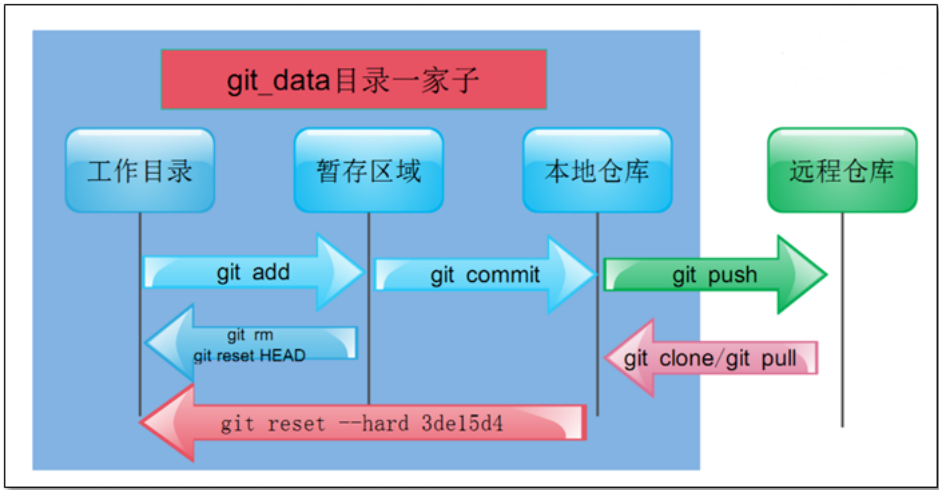 git_data目录一家子
工作目录
暂存区域
本地仓库
远程仓库
git add
git commit
git push
git rm
git reset HEAD
git clone/git pull
git reset --hard 3de15d4